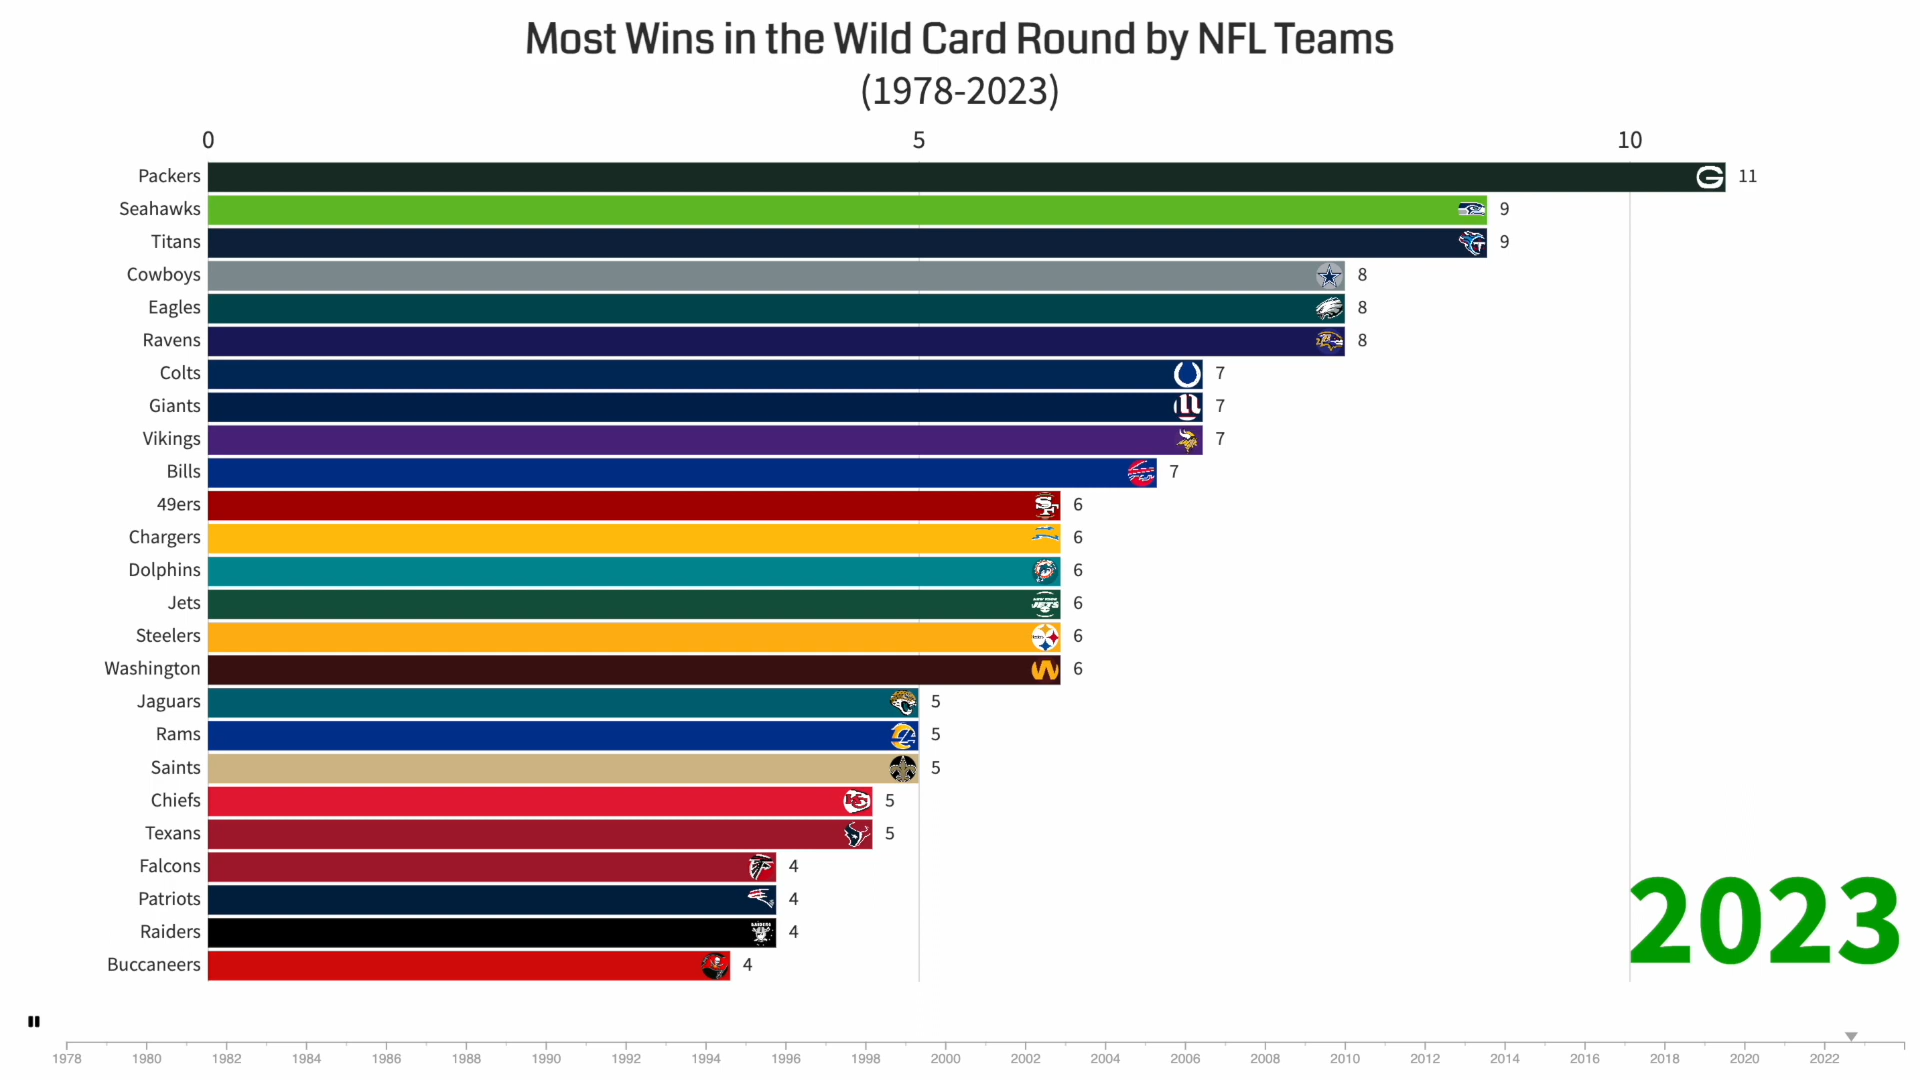 Most Wins in the Wild Card Round by NFL Teams
(1978-2023)
0 5 10
Packers 11
Seahawks 9
Titans 9
Cowboys 8
Eagles 8
Ravens 8
Colts 7
Giants 7
Vikings 7
Bills 7
49ers 6
Chargers 6
Dolphins 6
Jets 6
Steelers 6
Washington 6
Jaguars 5
Rams 5
Saints 5
Chiefs 5
Texans 5
Falcons 4
Patriots 4
Raiders 4
Buccaneers 4
2023
1978 1980 1982 1984 1986 1988 1990 1992 1994 1996 1998 2000 2002 2004 2006 2008 2010 2012 2014 2016 2018 2020 2022